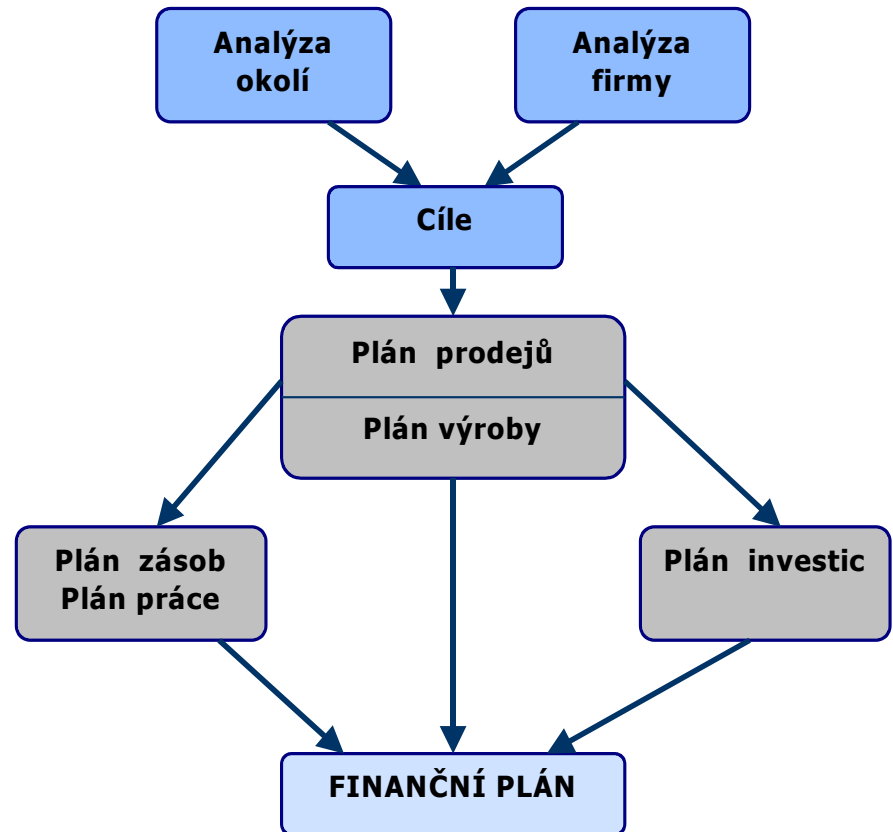 Analýza
okolí
Analýza
firmy
Cíle
Plán prodejů
Plán výroby
Plán zásob
Plán práce
Plán investic
FINANČNÍ PLÁN